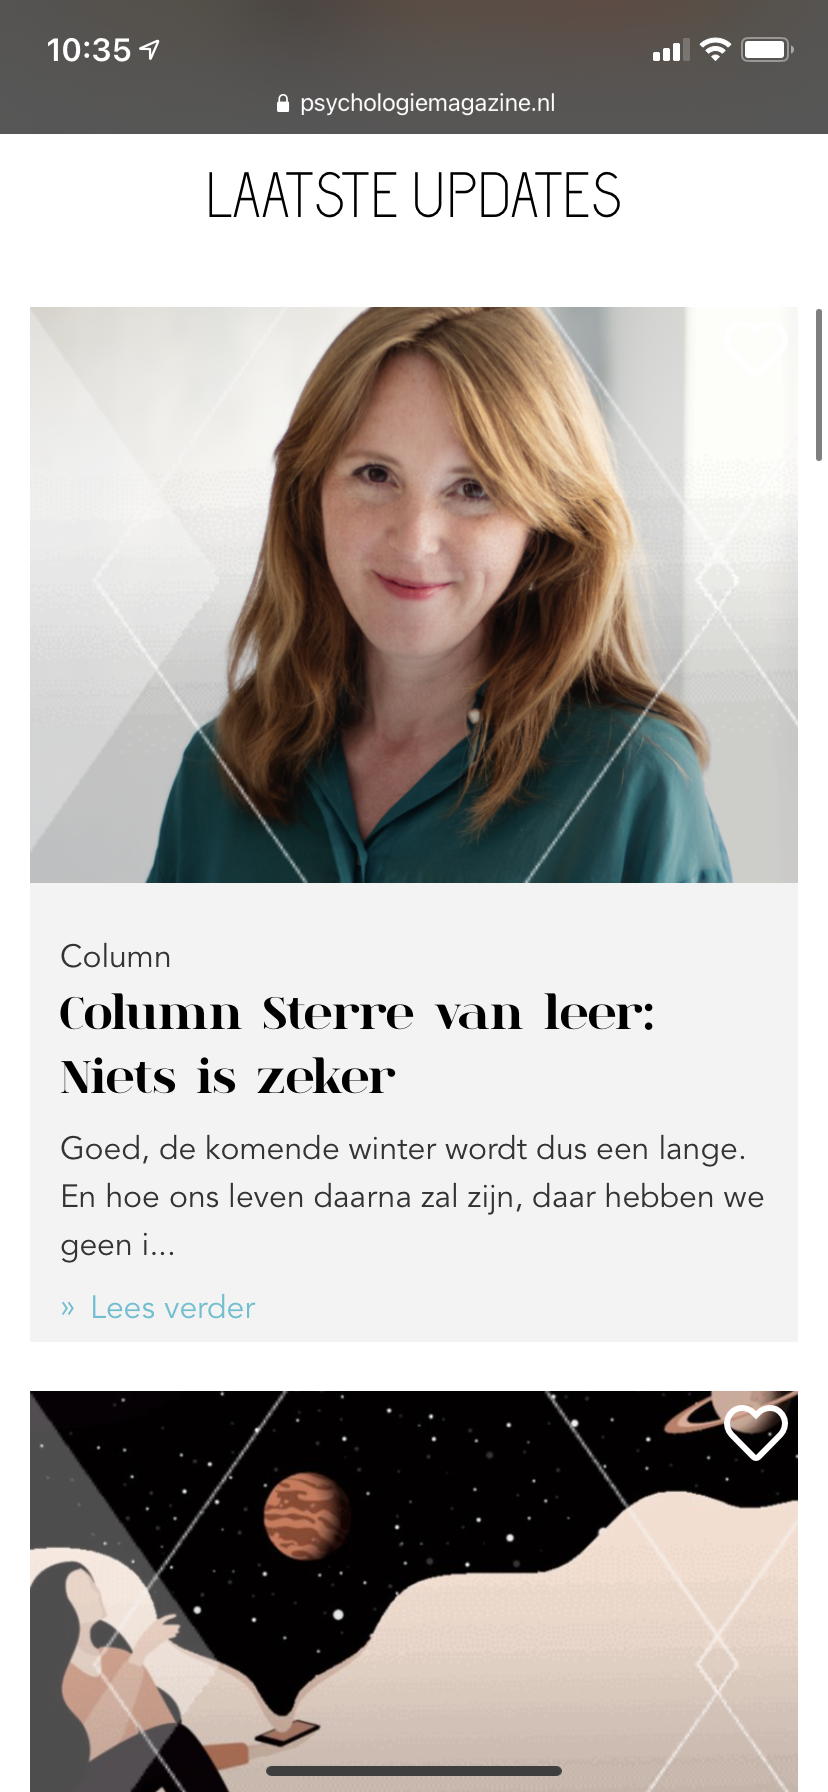 10:35
psychologiemagazine.nl
LAATSTE UPDATES
Column
Column Sterre van leer:
Niets is zeker
Goed, de komende winter wordt dus een lange.
En hoe ons leven daarna zal zijn, daar hebben we
geen i...
» Lees verder